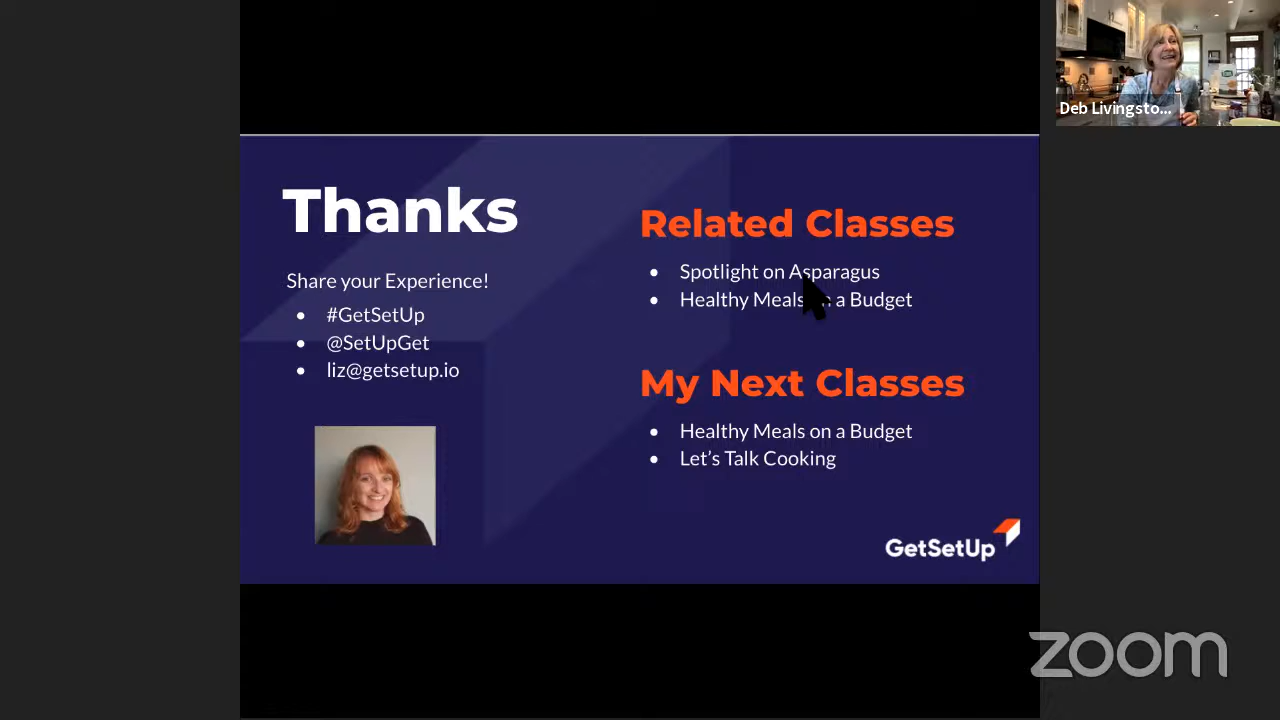 Deb Livingsto...
Thanks
Share your Experience!
#GetSetUp
@SetUpGet
liz@getsetup.io
Related Classes
Spotlight on Asparagus
Healthy Meals a Budget
My Next Classes
Healthy Meals on a Budget
Let's Talk Cooking
GetSetUp
zoom